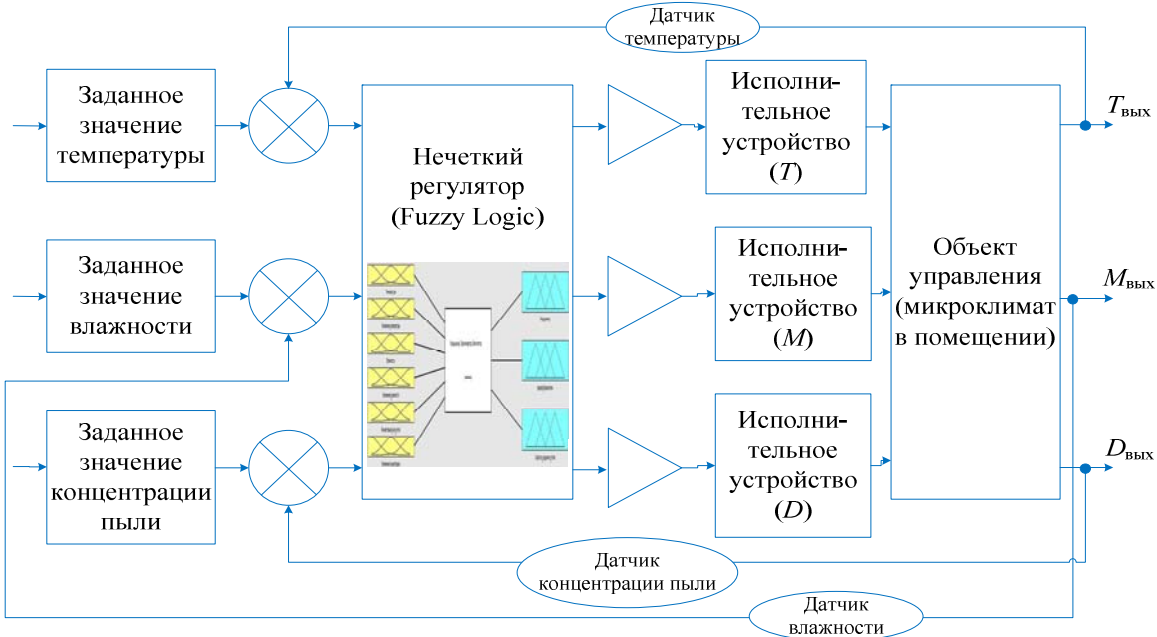 Датчик
температуры
Заданное
значение
температуры
Нечеткий
регулятор
(Fuzzy Logic)
Исполни-
тельное
устройство
(T)
Tвых
Заданное
значение
влажности
Исполни-
тельное
устройство
(M)
Объект
управления
(микроклимат
в помещении)
Mвых
Заданное
значение
концентрации
пыли
Исполни-
тельное
устройство
(D)
Dвых
Датчик
концентрации пыли
Датчик
влажности